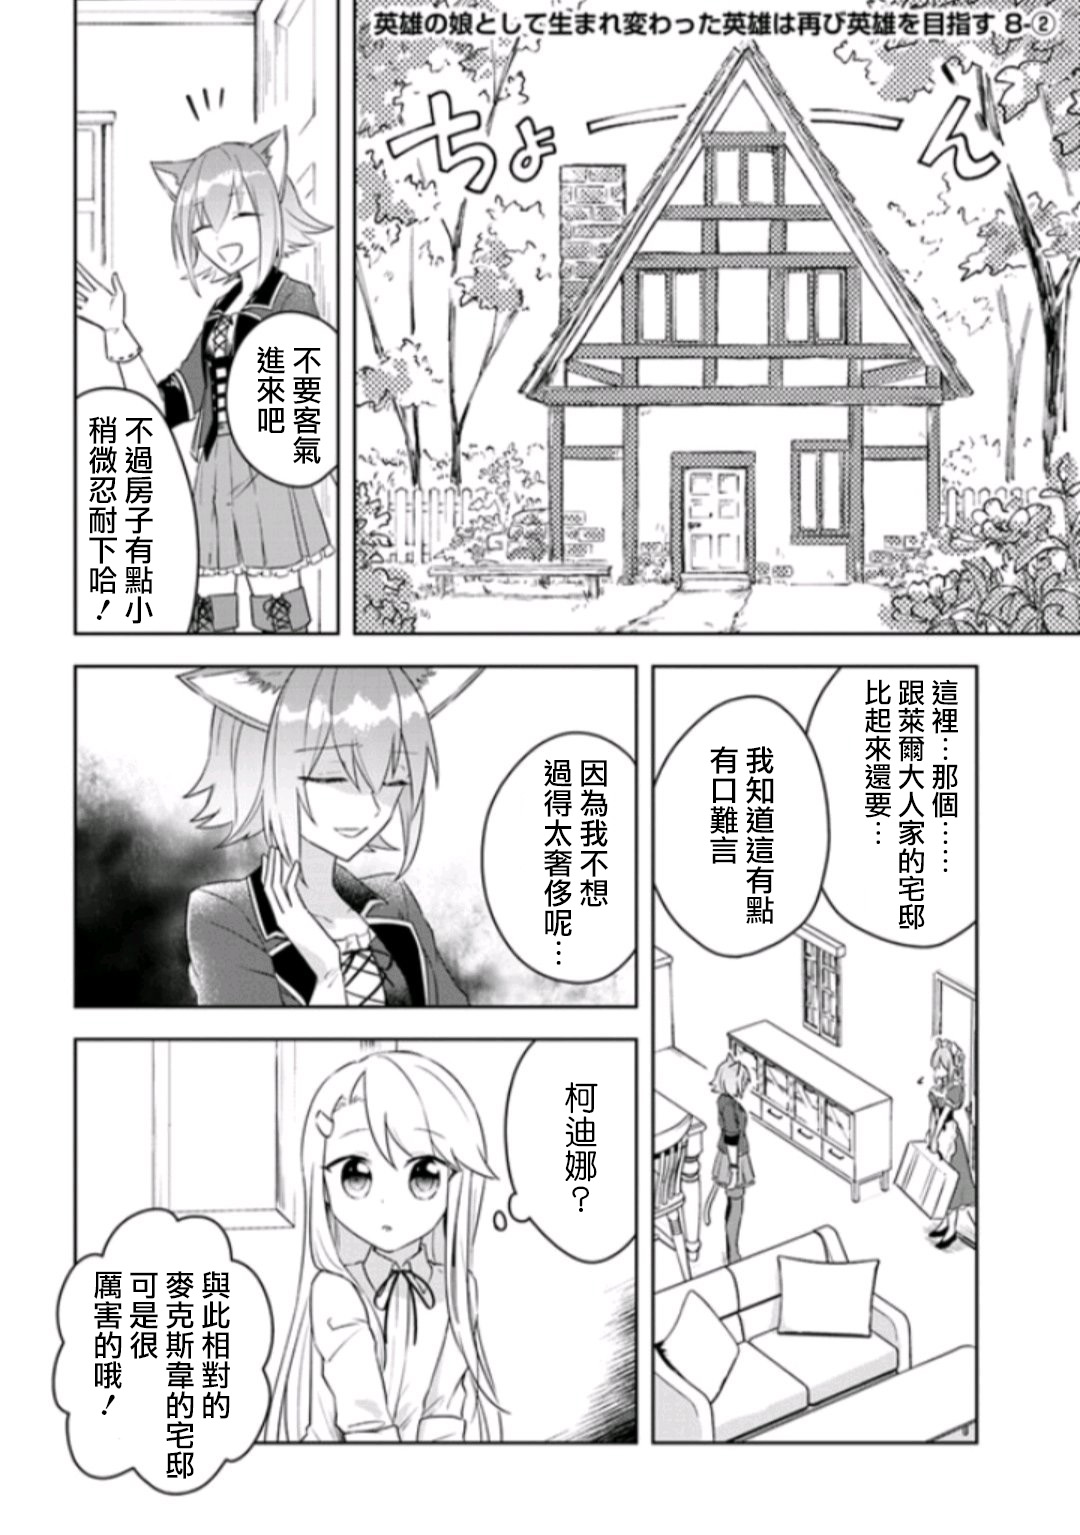 英雄の娘として生まれ変わった英雄は再び英雄を目指す 8-②
ちょーん
不要客氣
進來吧
不過房子有點小
稍微忍耐下哈！
這裡…那個……
跟萊爾大人家的宅邸
比起來還要…
我知道這有點
有口難言
因為我不想
過得太奢侈呢…
柯迪娜？
與此相對的
麥克斯韋的宅邸
可是很
厲害的哦！